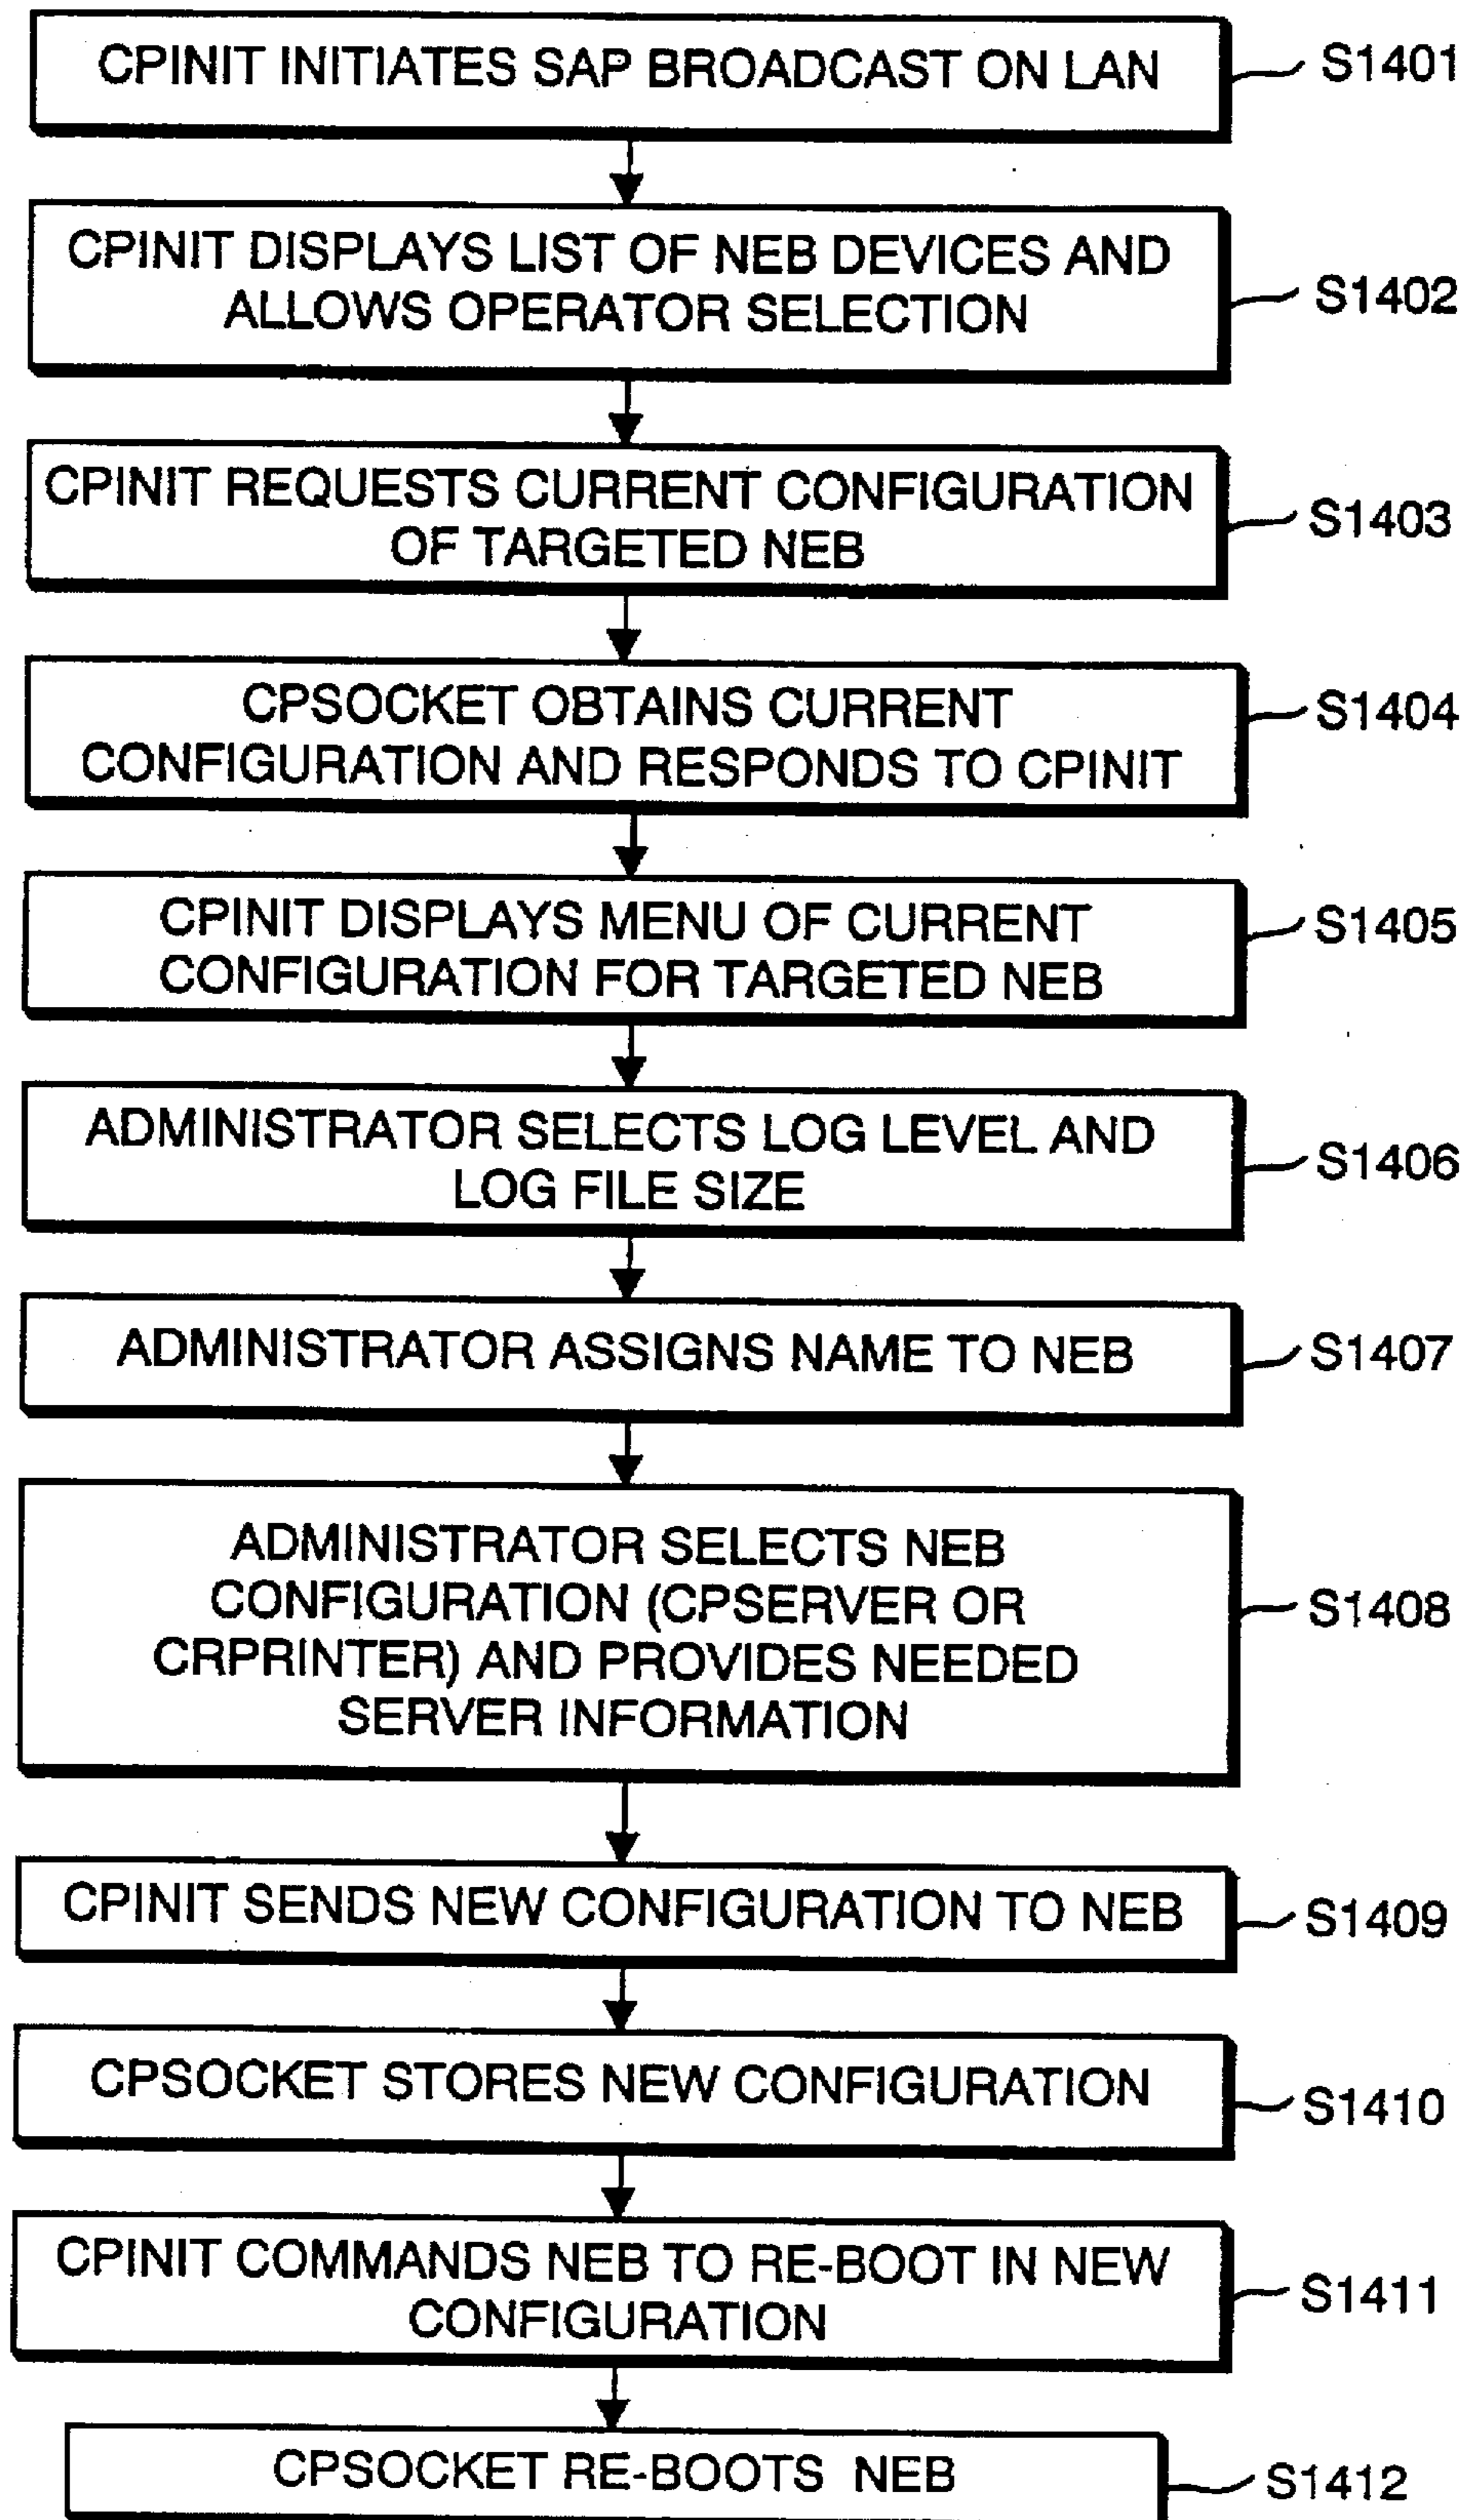 CPINIT INITIATES SAP BROADCAST ON LAN
S1401
CPINIT DISPLAYS LIST OF NEB DEVICES AND
ALLOWS OPERATOR SELECTION
S1402
CPINIT REQUESTS CURRENT CONFIGURATION
OF TARGETED NEB
S1403
CPSOCKET OBTAINS CURRENT
CONFIGURATION AND RESPONDS TO CPINIT
S1404
CPINIT DISPLAYS MENU OF CURRENT
CONFIGURATION FOR TARGETED NEB
S1405
ADMINISTRATOR SELECTS LOG LEVEL AND
LOG FILE SIZE
S1406
ADMINISTRATOR ASSIGNS NAME TO NEB
S1407
ADMINISTRATOR SELECTS NEB
CONFIGURATION (CPSERVER OR
CRPRINTER) AND PROVIDES NEEDED
SERVER INFORMATION
S1408
CPINIT SENDS NEW CONFIGURATION TO NEB
S1409
CPSOCKET STORES NEW CONFIGURATION
S1410
CPINIT COMMANDS NEB TO RE-BOOT IN NEW
CONFIGURATION
S1411
CPSOCKET RE-BOOTS NEB
S1412